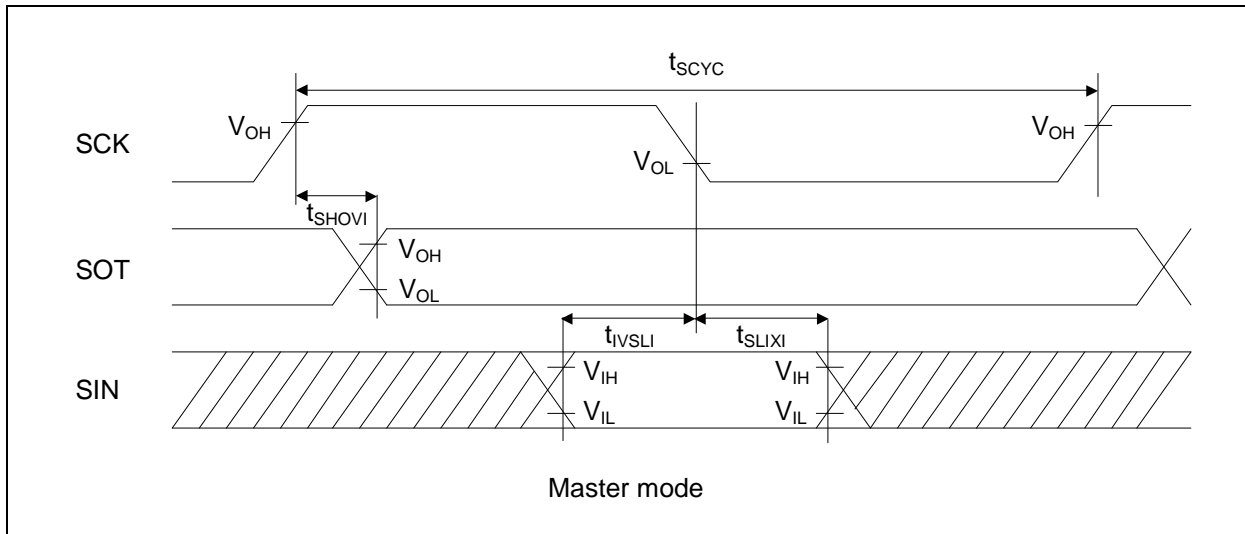 tSCYC
SCK
VOH
VOL
VOH
tSHOVI
SOT
VOH
VOL
tIVSLI
tSLIXI
SIN
VIH
VIL
VIH
VIL
Master mode